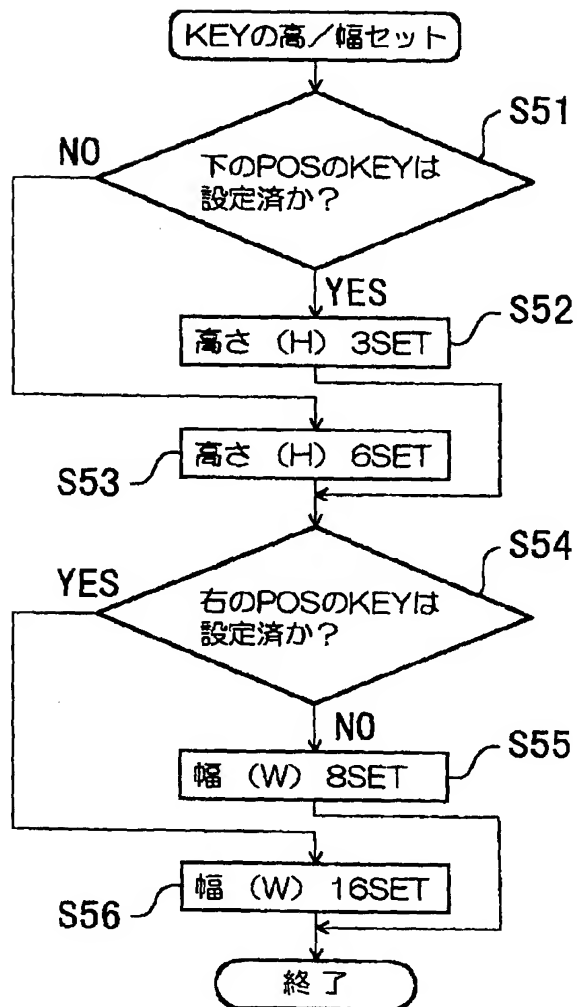 KEYの高／幅セット
S51
NO
下のPOSのKEYは
設定済か？
YES
S52
高さ （H） 3SET
高さ （H） 6SET
S53
S54
YES
右のPOSのKEYは
設定済か？
NO
S55
幅 （W） 8SET
幅 （W） 16SET
S56
終了